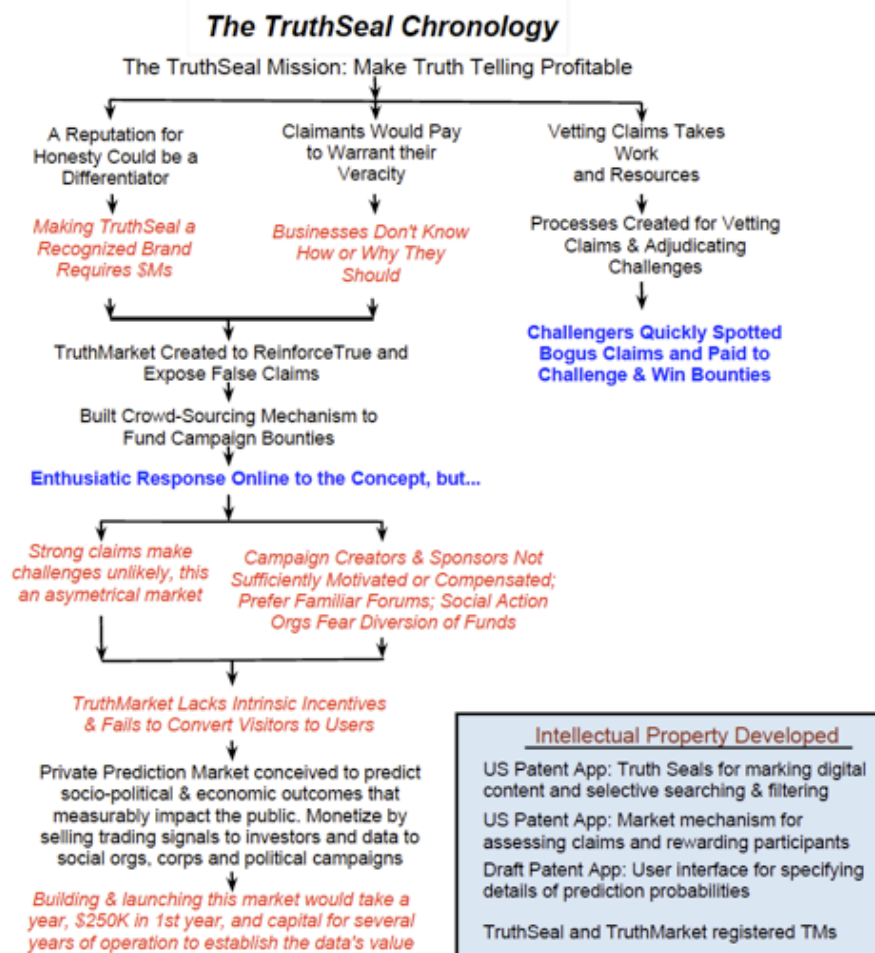 The TruthSeal Chronology
The TruthSeal Mission: Make Truth Telling Profitable
A Reputation for
Honesty Could be a
Differentiator
Making TruthSeal a
Recognized Brand
Requires $Ms
Claimants Would Pay
to Warrant their
Veracity
Businesses Don't Know
How or Why They
Should
Vetting Claims Takes
Work
and Resources
Processes Created for Vetting
Claims & Adjudicating
Challenges
Challengers Quickly Spotted
Bogus Claims and Paid to
Challenge & Win Bounties
TruthMarket Created to ReinforceTrue and
Expose False Claims
Built Crowd-Sourcing Mechanism to
Fund Campaign Bounties
Enthusiatic Response Online to the Concept, but...
Strong claims make
challenges unlikely, this
an asymetrical market
Campaign Creators & Sponsors Not
Sufficiently Motivated or Compensated;
Prefer Familiar Forums; Social Action
Orgs Fear Diversion of Funds
TruthMarket Lacks Intrinsic Incentives
& Fails to Convert Visitors to Users
Private Prediction Market conceived to predict
socio-political & economic outcomes that
measurably impact the public. Monetize by
selling trading signals to investors and data to
social orgs, corps and political campaigns
Building & launching this market would take a
year, $250K in 1st year, and capital for several
years of operation to establish the data's value
Intellectual Property Developed
US Patent App: Truth Seals for marking digital
content and selective searching & filtering
US Patent App: Market mechanism for
assessing claims and rewarding participants
Draft Patent App: User interface for specifying
details of prediction probabilities
TruthSeal and TruthMarket registered TMs